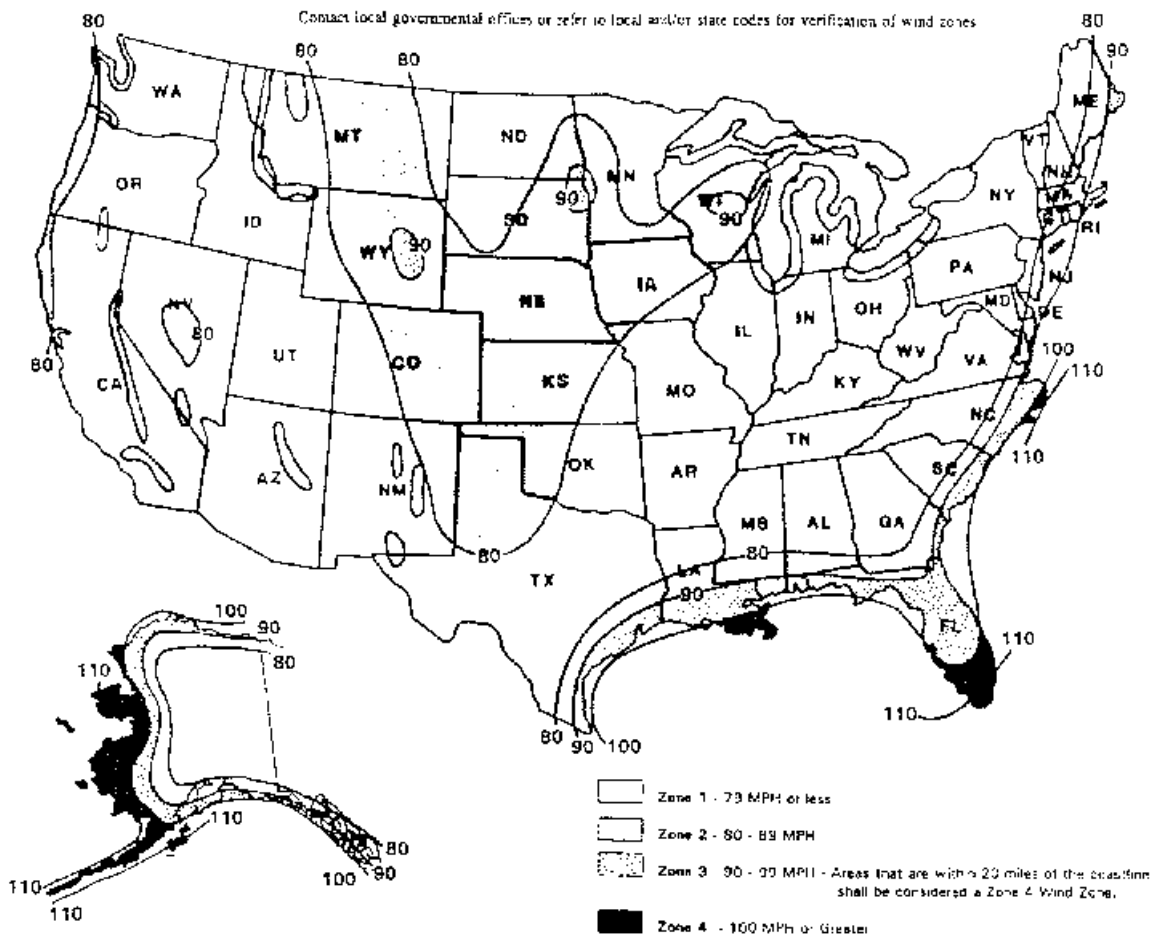 Contact local governmental offices or refer to local and/or state codes for verification of wind zones
80
80
80
80
90
WA
MT
ND
MN
ME
VT
NH
OR
ID
WY
90
SD
90
WI
90
MI
NY
MA
CT
RI
NV
80
UT
CO
NE
IA
IL
IN
OH
PA
NJ
MD
DE
80
CA
KS
MO
KY
WV
VA
100
110
AZ
NM
OK
AR
TN
NC
110
SC
80
TX
LA
MS
AL
GA
80
90
FL
110
110
80
90
100
100
90
80
110
110
80
90
100
110
110
Zone 1 - 79 MPH or less
Zone 2 - 80 - 89 MPH
Zone 3 - 90 - 99 MPH - Areas that are within 20 miles of the coastline
shall be considered a Zone 4 Wind Zone.
Zone 4 - 100 MPH or Greater